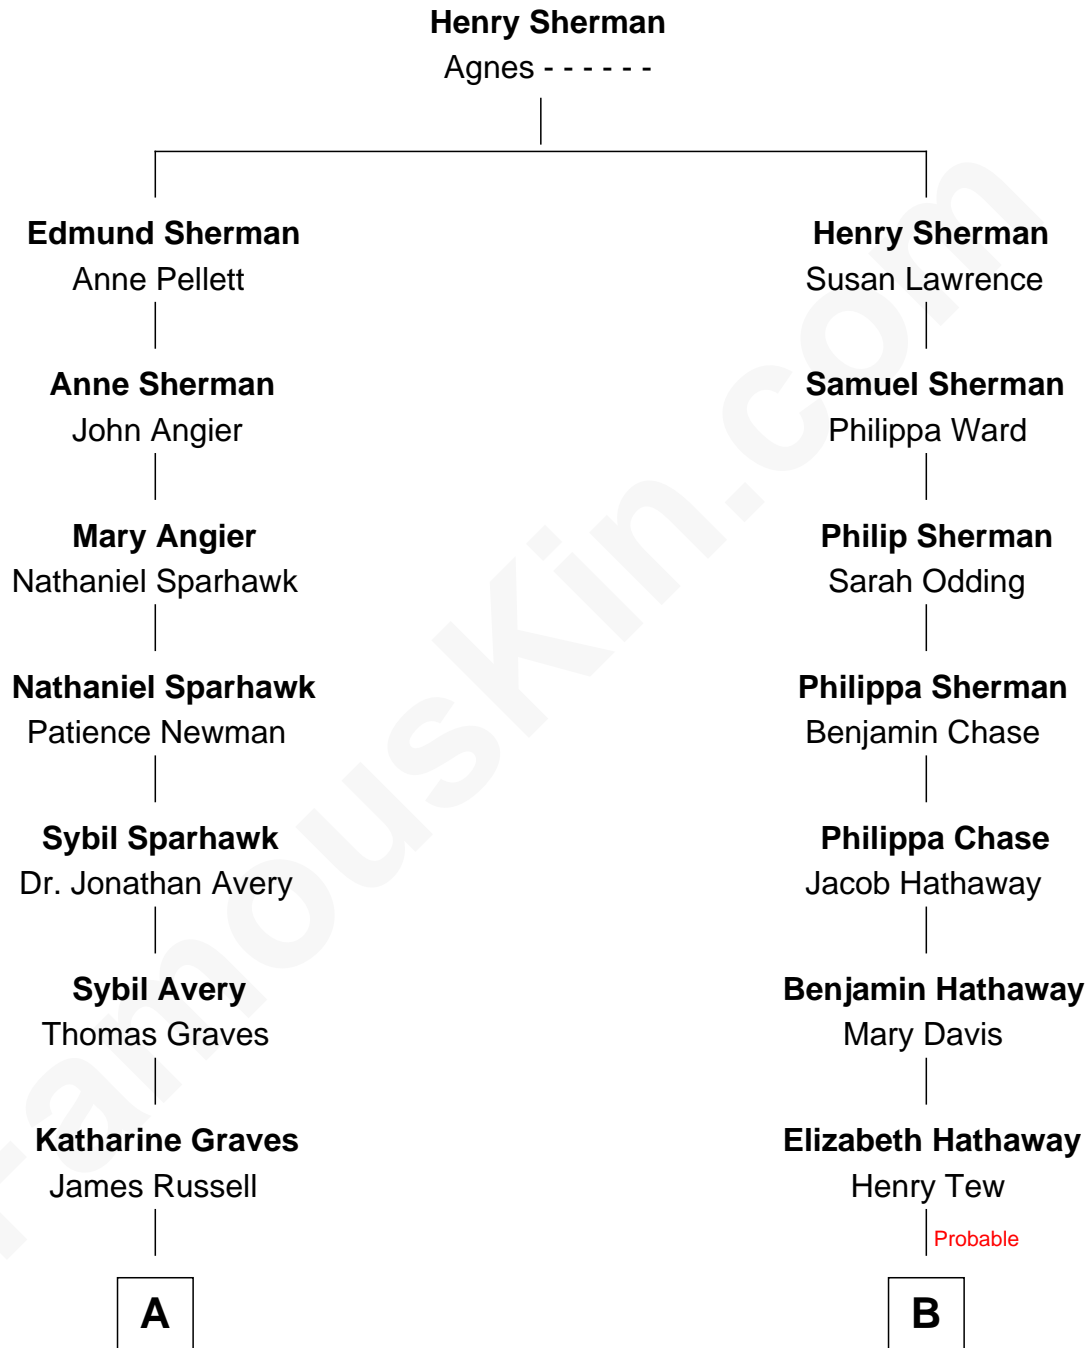 Henry Sherman
Agnes - - - - - -
Edmund Sherman
Anne Pellett
Anne Sherman
John Angier
Mary Angier
Nathaniel Sparhawk
Nathaniel Sparhawk
Patience Newman
Sybil Sparhawk
Dr. Jonathan Avery
Sybil Avery
Thomas Graves
Katharine Graves
James Russell
A
Henry Sherman
Susan Lawrence
Samuel Sherman
Philippa Ward
Philip Sherman
Sarah Odding
Philippa Sherman
Benjamin Chase
Philippa Chase
Jacob Hathaway
Benjamin Hathaway
Mary Davis
Elizabeth Hathaway
Henry Tew
Probable
B
FamousKin.com